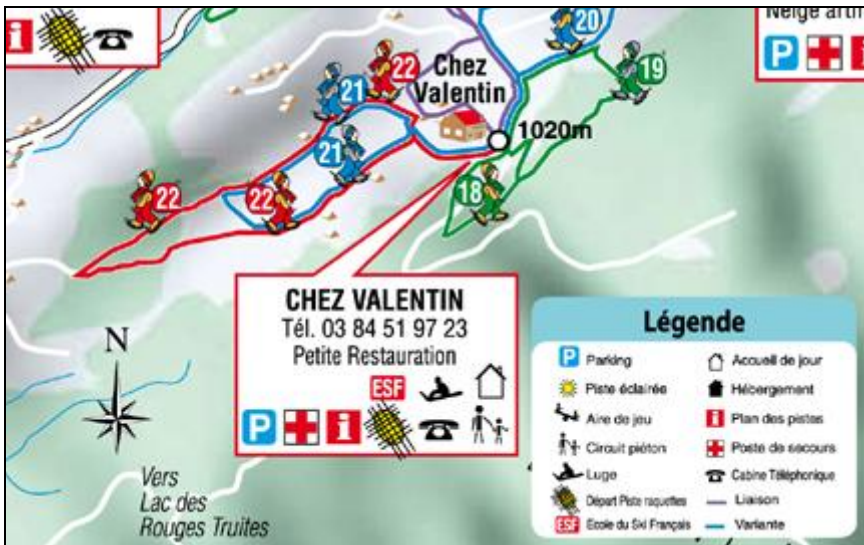 Neige artif
i
P
i
20
19
22
21
Chez
Valentin
1020m
21
18
22
22
CHEZ VALENTIN
Tél. 03 84 51 97 23
Petite Restauration
ESF
P
i
N
Vers
Lac des
Rouges Truites
Légende
P Parking
Accueil de jour
Piste éclairée
Hébergement
Aire de jeu
i Plan des pistes
Circuit piéton
Poste de secours
Luge
Cabine Téléphonique
Départ Piste raquettes
Liaison
ESF Ecole du Ski Français
Variante